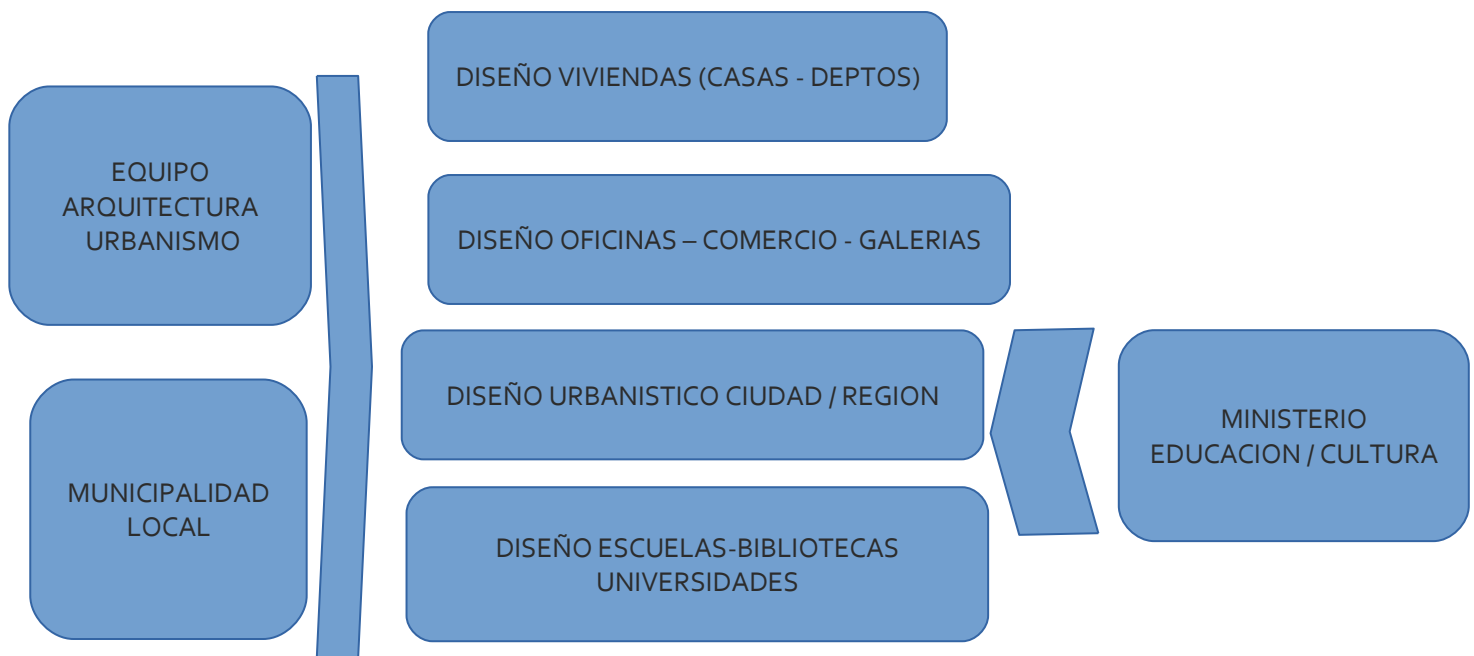 EQUIPO
ARQUITECTURA
URBANISMO
MUNICIPALIDAD
LOCAL
DISEÑO VIVIENDAS (CASAS - DEPTOS)
DISEÑO OFICINAS – COMERCIO - GALERIAS
DISEÑO URBANISTICO CIUDAD / REGION
DISEÑO ESCUELAS-BIBLIOTECAS
UNIVERSIDADES
MINISTERIO
EDUCACION / CULTURA